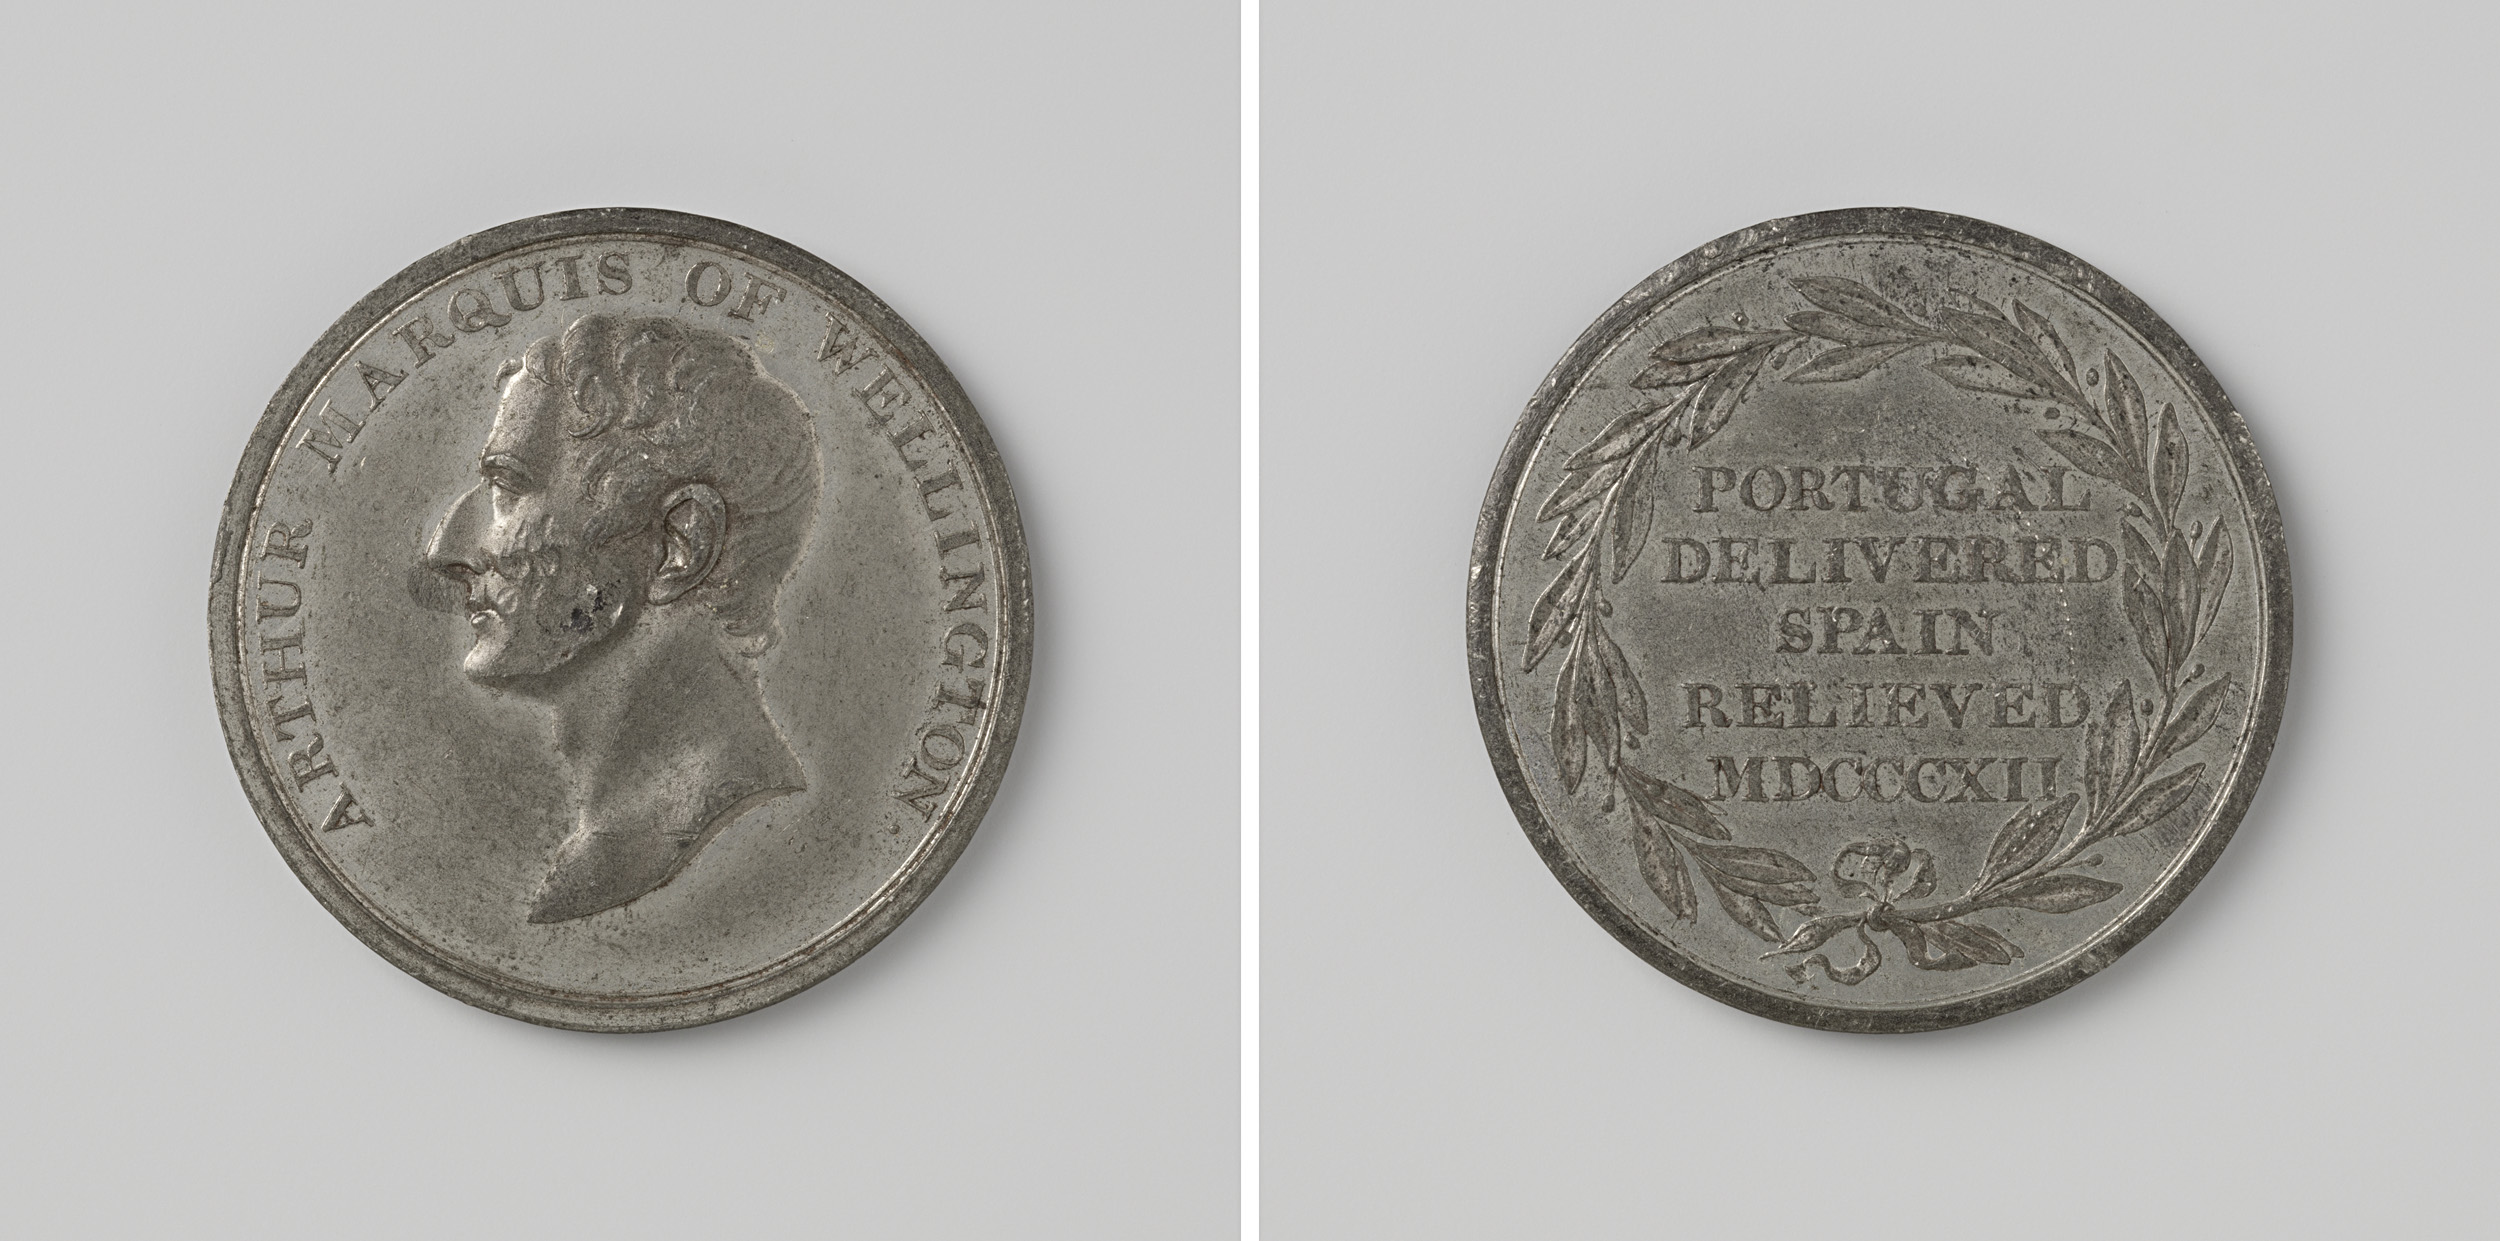 ARTHUR MARQUIS OF WELLINGTON.
PORTUGAL
DELIVERED
SPAIN
RELIEVED
MDCCCXII